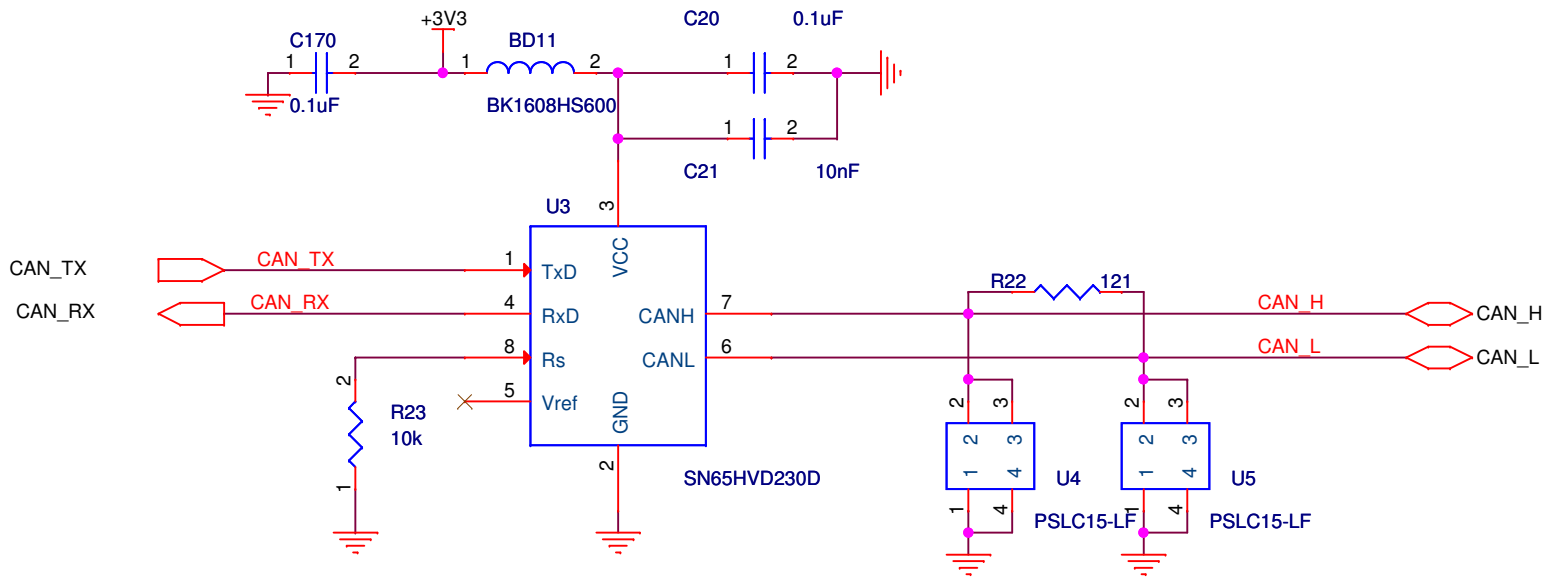 +3V3
C20
0.1uF
C170
BD11
1
2
1
2
1
2
0.1uF
BK1608HS600
1
2
C21
10nF
U3
3
VCC
CAN_TX
CAN_TX
1
TxD
R22
121
CAN_RX
CAN_RX
4
RxD
CANH
7
CAN_H
CAN_H
8
Rs
CANL
6
CAN_L
CAN_L
2
R23
10k
5
Vref
GND
2
3
2
3
2
3
2
3
1
4
1
4
1
2
SN65HVD230D
U4
U5
1
4
PSLC15-LF
1
4
PSLC15-LF